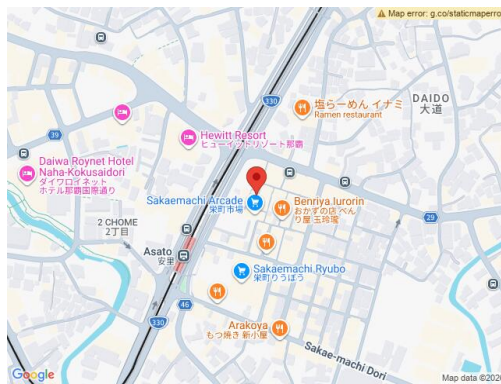 Map error: g.co/staticmaperro
330
塩らーめん イナミ
Ramen restaurant
DAIDO
大道
39
Hewitt Resort
ヒューイットリゾート那覇
Daiwa Roynet Hotel
Naha-Kokusaidori
ダイワロイネット
ホテル那覇国際通り
Sakaemachi Arcade
栄町市場
Benriya.Iurorin
おかずの店 べん
り屋 玉玲瓏
29
2 CHOME
2丁目
Asato
安里
Sakaemachi Ryubo
栄町りうぼう
46
330
Arakoya
もつ焼き 新小屋
Sakae-machi Dori
Google
Map data ©202